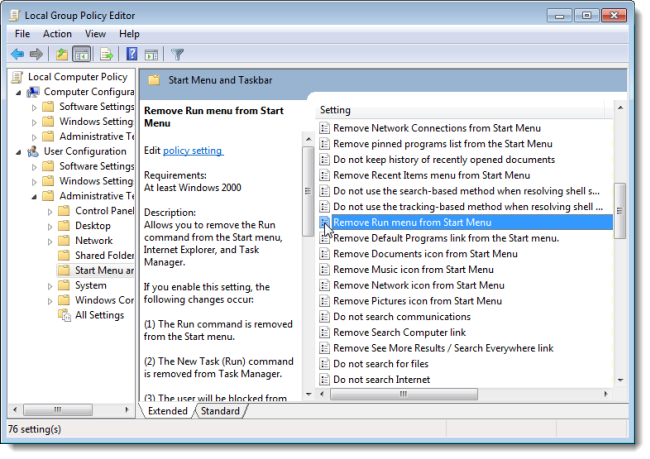 Local Group Policy Editor
File Action View Help
Local Computer Policy
Computer Configura
Software Settings
Windows Setting
Administrative Te
User Configuration
Software Settings
Windows Setting
Administrative Te
Control Panel
Desktop
Network
Shared Folder
Start Menu ar
System
Windows Cor
All Settings
Start Menu and Taskbar
Remove Run menu from Start
Menu
Edit policy setting
Requirements:
At least Windows 2000
Description:
Allows you to remove the Run
command from the Start menu,
Internet Explorer, and Task
Manager.
If you enable this setting, the
following changes occur:
(1) The Run command is removed
from the Start menu.
(2) The New Task (Run) command
is removed from Task Manager.
(3) The user will be blocked from
Setting
Remove Network Connections from Start Menu
Remove pinned programs list from the Start Menu
Do not keep history of recently opened documents
Remove Recent Items menu from Start Menu
Do not use the search-based method when resolving shell s...
Do not use the tracking-based method when resolving shell ...
Remove Run menu from Start Menu
Remove Default Programs link from the Start menu.
Remove Documents icon from Start Menu
Remove Music icon from Start Menu
Remove Network icon from Start Menu
Remove Pictures icon from Start Menu
Do not search communications
Remove Search Computer link
Remove See More Results / Search Everywhere link
Do not search for files
Do not search Internet
Extended Standard
76 setting(s)